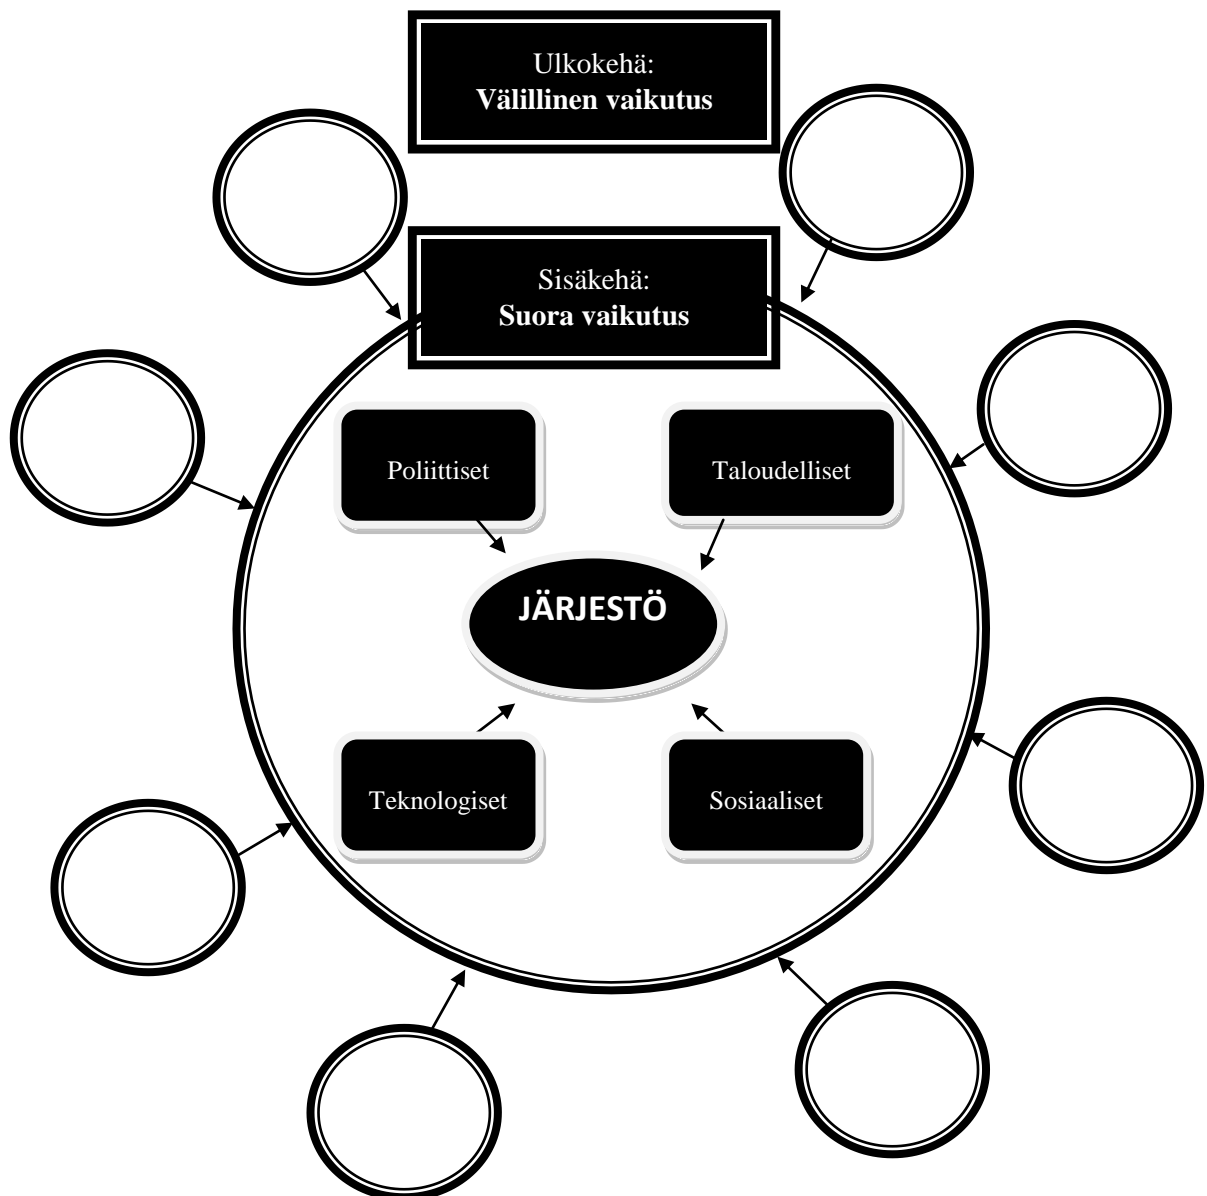 Ulkokehä:
Välillinen vaikutus
Sisäkehä:
Suora vaikutus
Poliittiset
Taloudelliset
JÄRJESTÖ
Teknologiset
Sosiaaliset